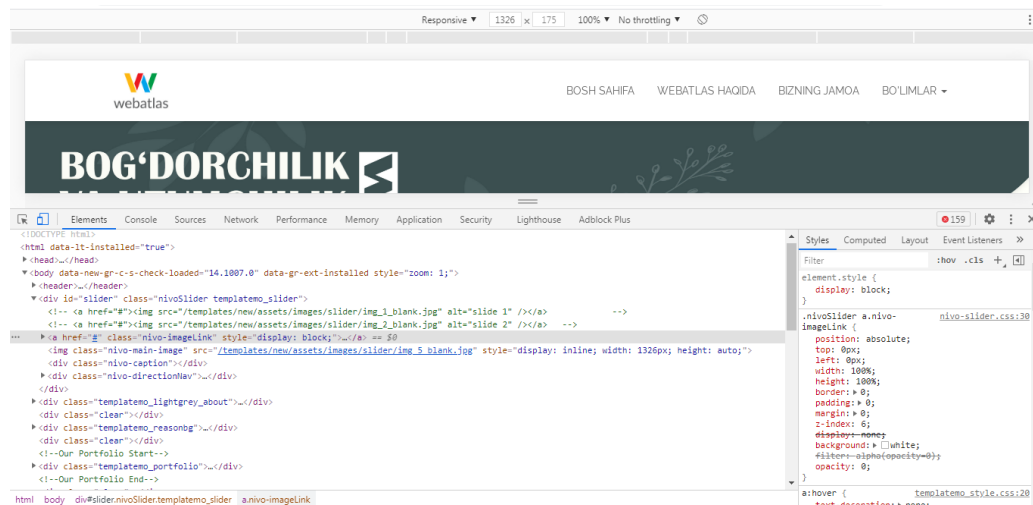 Responsive ▼ 1326 x 175 100% ▼ No throttling ▼
webatlas
BOSH SAHIFA WEBATLAS HAQIDA BIZNING JAMOA BO'LIMLAR
BOG‘DORCHILIK
Elements Console Sources Network Performance Memory Application Security Lighthouse Adblock Plus 159
<!DOCTYPE html>
<html data-lt-installed="true">
▶<head>…</head>
▼<body data-new-gr-c-s-check-loaded="14.1007.0" data-gr-ext-installed style="zoom: 1;">
▶<header>…</header>
▼<div id="slider" class="nivoSlider templatemo_slider">
<!-- <a href="#"><img src="/templates/new/assets/images/slider/img_1_blank.jpg" alt="slide 1" /></a> -->
<!-- <a href="#"><img src="/templates/new/assets/images/slider/img_2_blank.jpg" alt="slide 2" /></a> -->
… ▶<a href="#" class="nivo-imageLink" style="display: block;">…</a> == $0
<img class="nivo-main-image" src="/templates/new/assets/images/slider/img_5_blank.jpg" style="display: inline; width: 1326px; height: auto;">
<div class="nivo-caption"></div>
▶<div class="nivo-directionNav">…</div>
</div>
▶<div class="templatemo_lightgrey_about">…</div>
<div class="clear"></div>
▶<div class="templatemo_reasonbg">…</div>
<div class="clear"></div>
<!--Our Portfolio Start-->
▶<div class="templatemo_portfolio">…</div>
<!--Our Portfolio End-->
html body div#slider.nivoSlider.templatemo_slider a.nivo-imageLink
Styles Computed Layout Event Listeners »
Filter :hov .cls +
element.style {
display: block;
}
.nivoSlider a.nivo- nivo-slider.css:30
imageLink {
position: absolute;
top: 0px;
left: 0px;
width: 100%;
height: 100%;
border:▶ 0;
padding:▶ 0;
margin:▶ 0;
z-index: 6;
display: none;
background:▶ white;
filter: alpha(opacity=0);
opacity: 0;
}
a:hover { templatemo_style.css:20
text-decoration:▶ none;